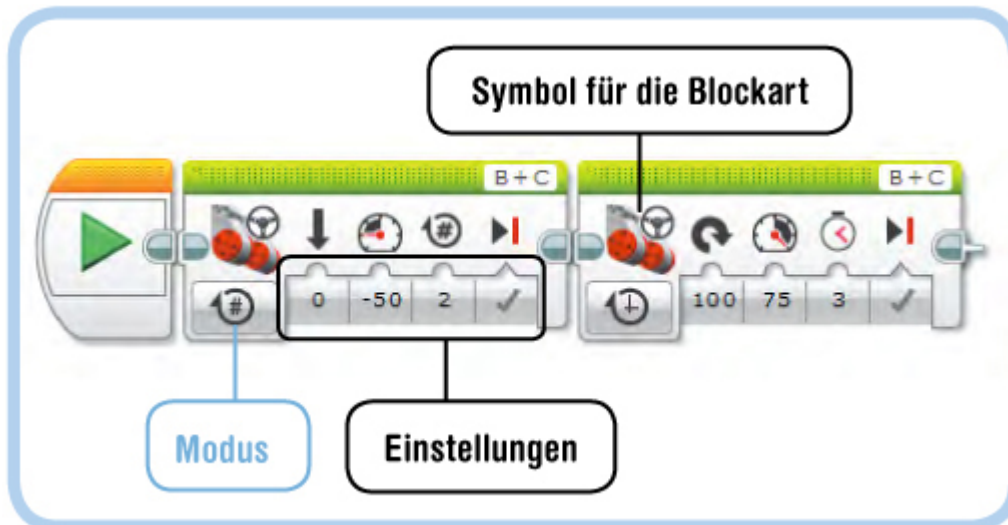 Symbol für die Blockart
B+C
B+C
#
#
0 -50 2
100 75 3
Modus
Einstellungen